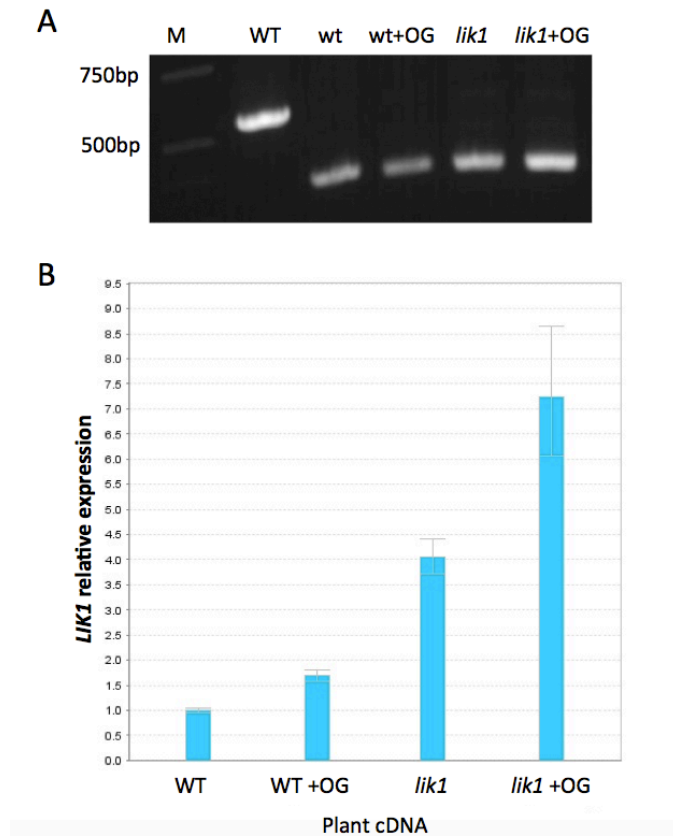 A
M WT wt wt+OG lik1 lik1+OG
750bp
500bp
B
9.5
9.0
8.5
8.0
7.5
7.0
6.5
6.0
5.5
5.0
4.5
4.0
3.5
3.0
2.5
2.0
1.5
1.0
0.5
0.0
LIK1 relative expression
WT WT +OG lik1 lik1 +OG
Plant cDNA